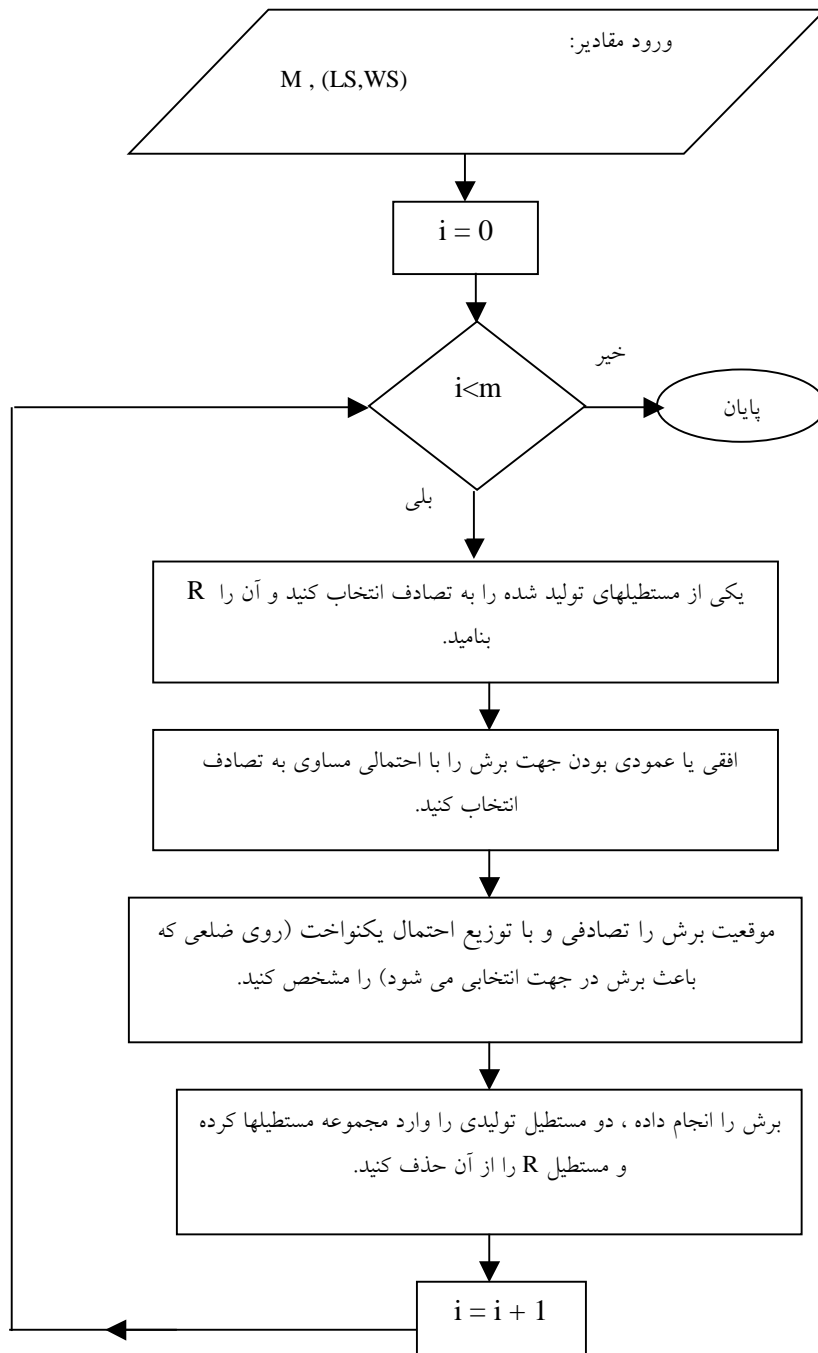 ورود مقادیر:
M , (LS,WS)
i = 0
i<m
خیر
پایان
بلی
یکی از مستطیلهای تولید شده را به تصادف انتخاب کنید و آن را R
بنامید.
افقی یا عمودی بودن جهت برش را با احتمالی مساوی به تصادف
انتخاب کنید.
موقعیت برش را تصادفی و با توزیع احتمال یکنواخت (روی ضلعی که
باعث برش در جهت انتخابی می شود) را مشخص کنید.
برش را انجام داده ، دو مستطیل تولیدی را وارد مجموعه مستطیلها کرده
و مستطیل R را از آن حذف کنید.
i = i + 1